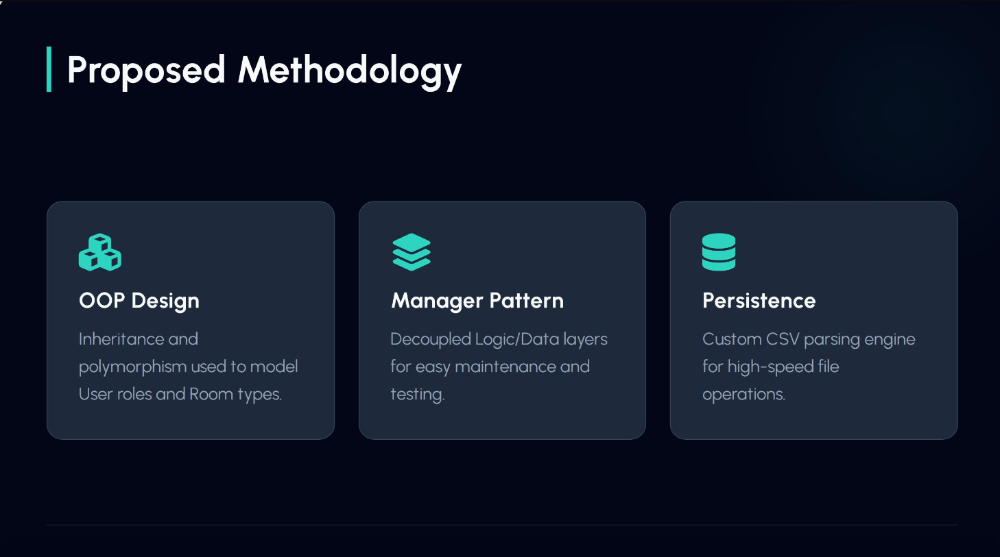 Proposed Methodology
OOP Design
Inheritance and
polymorphism used to model
User roles and Room types.
Manager Pattern
Decoupled Logic/Data layers
for easy maintenance and
testing.
Persistence
Custom CSV parsing engine
for high-speed file
operations.